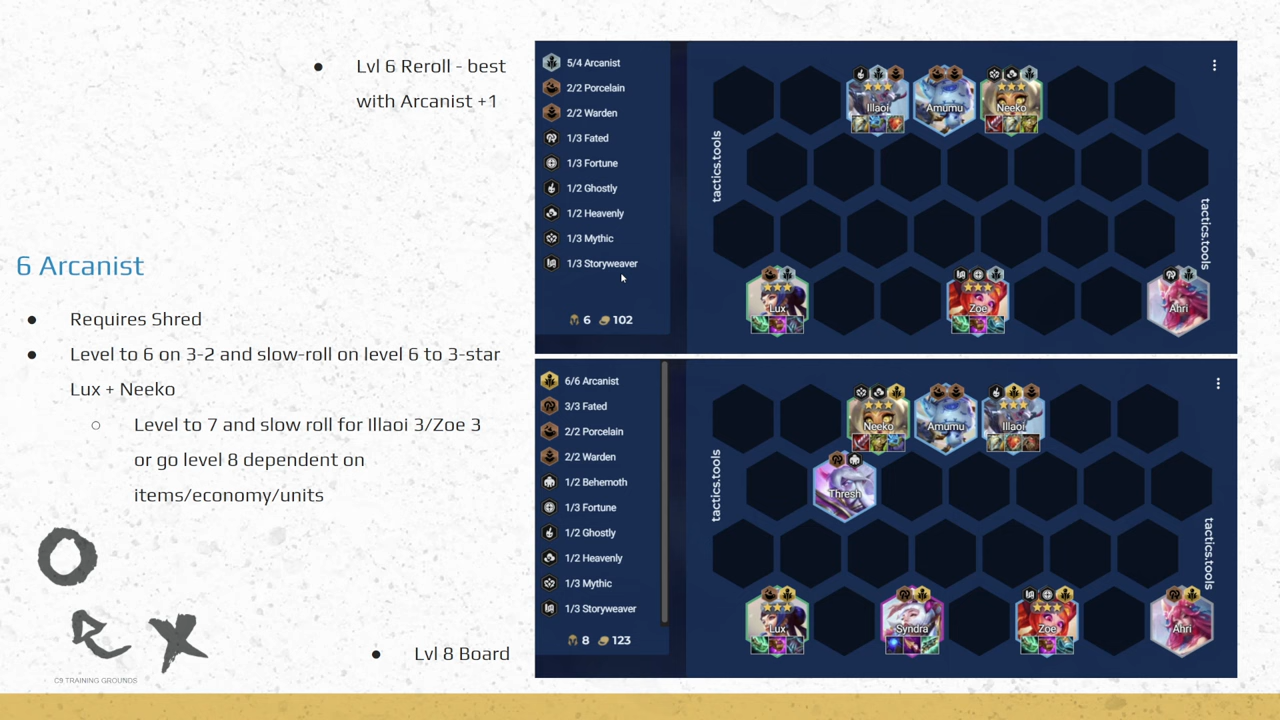 Lvl 6 Reroll - best
with Arcanist +1
6 Arcanist
Requires Shred
Level to 6 on 3-2 and slow-roll on level 6 to 3-star
Lux + Neeko
Level to 7 and slow roll for Illaoi 3/Zoe 3
or go level 8 dependent on
items/economy/units
Lvl 8 Board
C9 TRAINING GROUNDS
5/4 Arcanist
2/2 Porcelain
2/2 Warden
1/3 Fated
1/3 Fortune
1/2 Ghostly
1/2 Heavenly
1/3 Mythic
1/3 Storyweaver
6 102
tactics.tools
Illaoi Amumu Neeko
Lux Zoe Ahri
tactics.tools
6/6 Arcanist
3/3 Fated
2/2 Porcelain
2/2 Warden
1/2 Behemoth
1/3 Fortune
1/2 Ghostly
1/2 Heavenly
1/3 Mythic
1/3 Storyweaver
8 123
tactics.tools
Neeko Amumu Illaoi
Thresh
Lux Syndra Zoe Ahri
tactics.tools